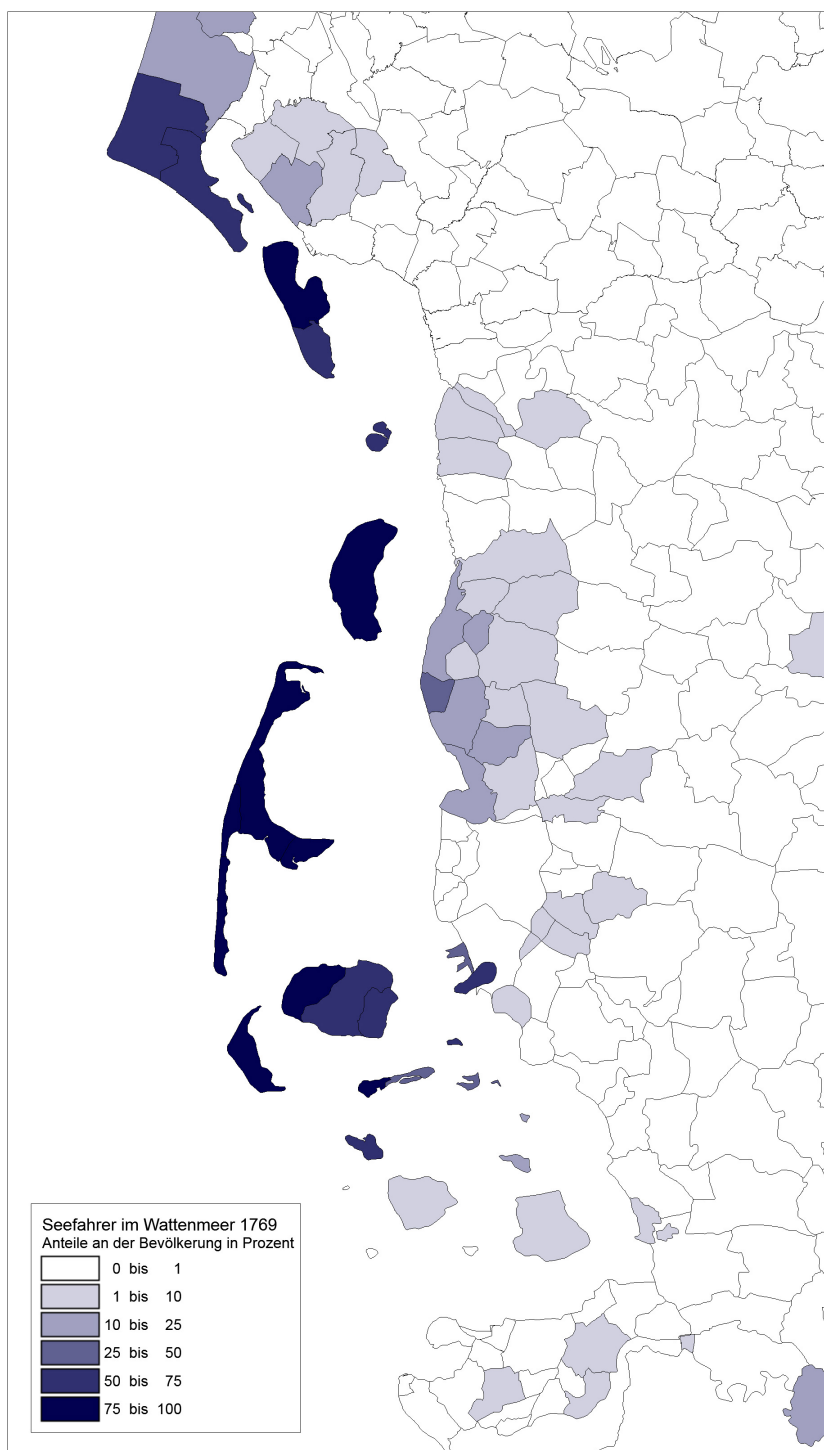 Seefahrer im Wattenmeer 1769
Anteile an der Bevölkerung in Prozent
0 bis 1
1 bis 10
10 bis 25
25 bis 50
50 bis 75
75 bis 100